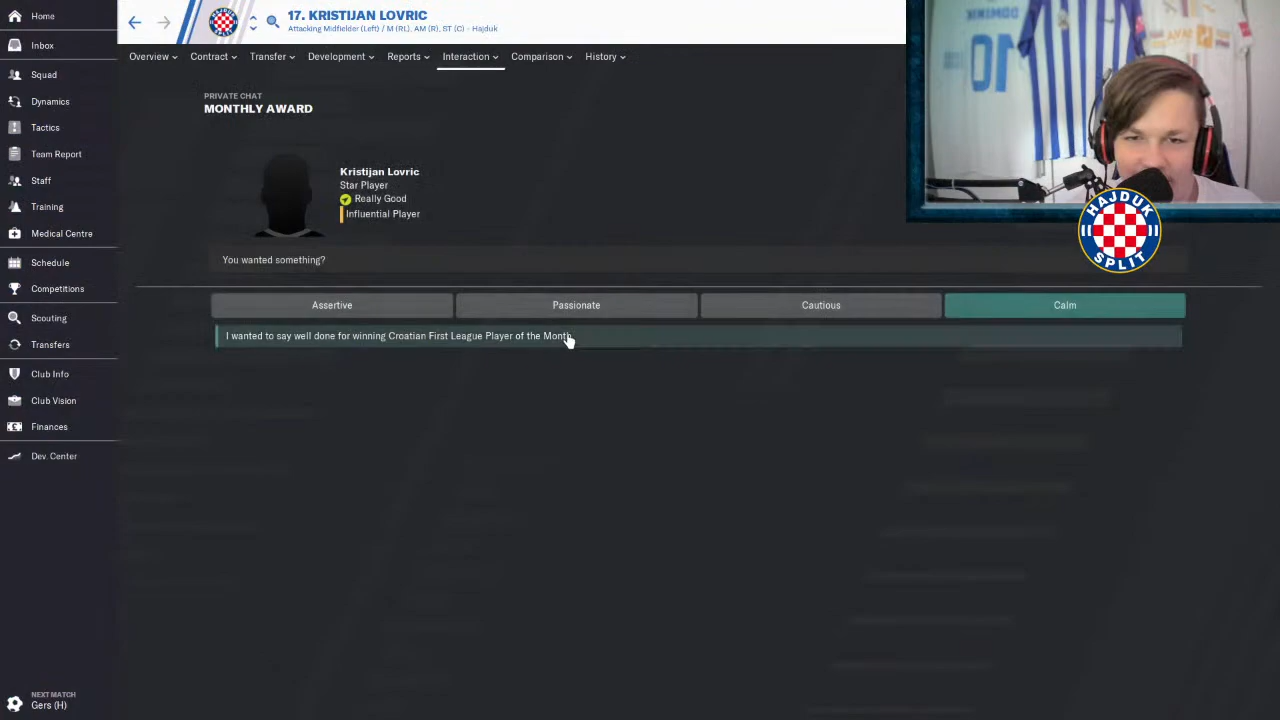 Home
Inbox
Squad
Dynamics
Tactics
Team Report
Staff
Training
Medical Centre
Schedule
Competitions
Scouting
Transfers
Club Info
Club Vision
Finances
Dev. Center
NEXT MATCH
Gers (H)
17. KRISTIJAN LOVRIC
Attacking Midfielder (Left) / M (RL), AM (R), ST (C) - Hajduk
Overview Contract Transfer Development Reports Interaction Comparison History
PRIVATE CHAT
MONTHLY AWARD
Kristijan Lovric
Star Player
Really Good
Influential Player
You wanted something?
Assertive Passionate Cautious Calm
I wanted to say well done for winning Croatian First League Player of the Month.
DOMINIK
10
HAJDUK
SPLIT